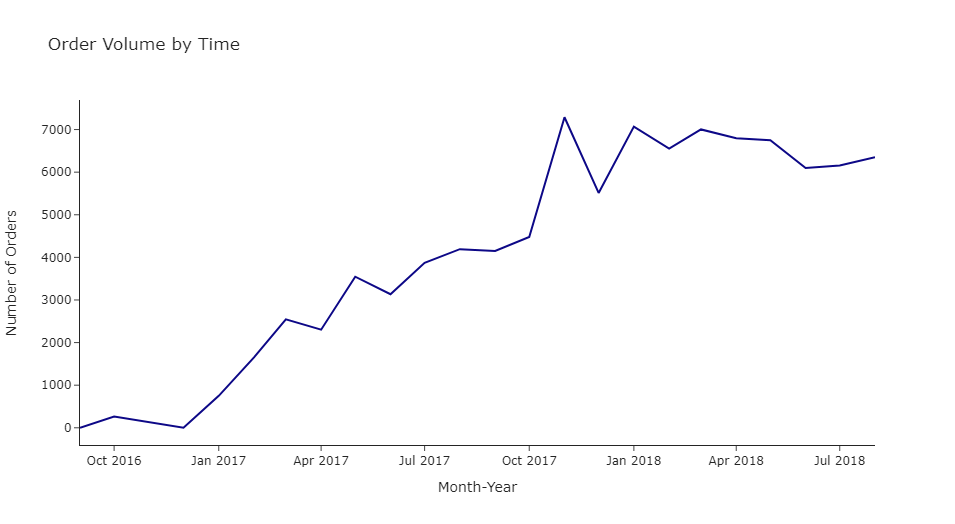 Order Volume by Time
Number of Orders
7000
6000
5000
4000
3000
2000
1000
0
Oct 2016 Jan 2017 Apr 2017 Jul 2017 Oct 2017 Jan 2018 Apr 2018 Jul 2018
Month-Year